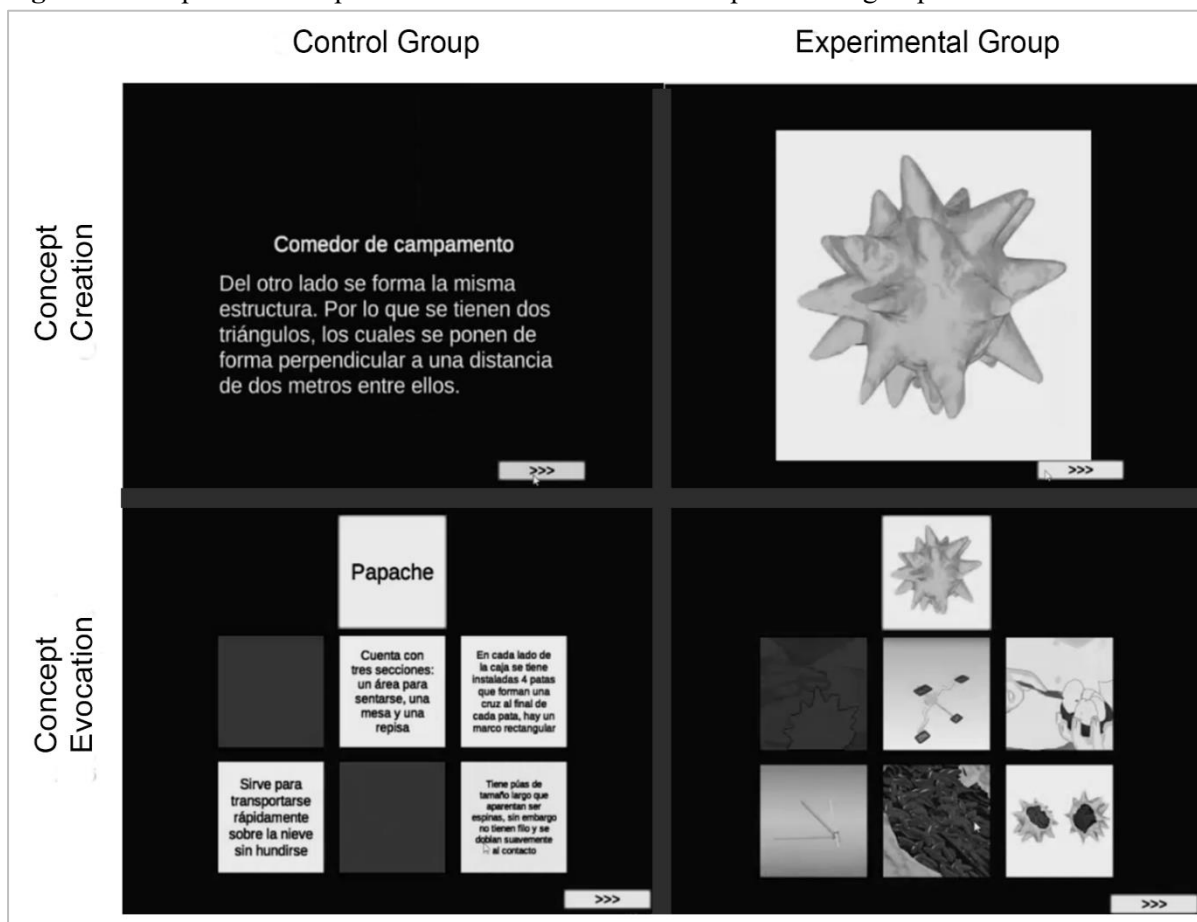 Control Group
Experimental Group
Concept
Creation
Comedor de campamento
Del otro lado se forma la misma
estructura. Por lo que se tienen dos
triángulos, los cuales se ponen de
forma perpendicular a una distancia
de dos metros entre ellos.
>>>
>>>
Concept
Evocation
Papache
Cuenta con
tres secciones:
un área para
sentarse, una
mesa y una
repisa
En cada lado de
la caja se tiene
instaladas 4 patas
que forman una
cruz al final de
cada pata, hay un
marco rectangular
Sirve para
transportarse
rápidamente
sobre la nieve
sin hundirse
Tiene púas de
tamaño largo que
aparentan ser
espinas, sin embargo
no tienen filo y se
doblan suavemente
al contacto
>>>
>>>